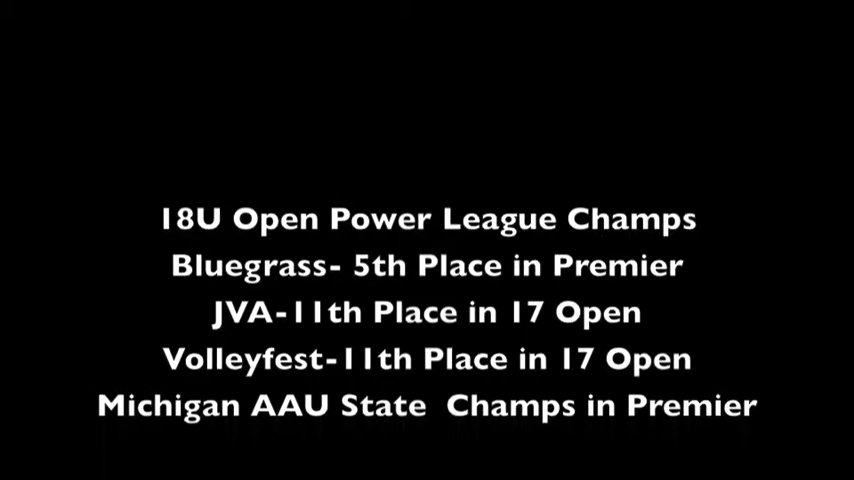 18U Open Power League Champs
Bluegrass- 5th Place in Premier
JVA-11th Place in 17 Open
Volleyfest-11th Place in 17 Open
Michigan AAU State  Champs in Premier